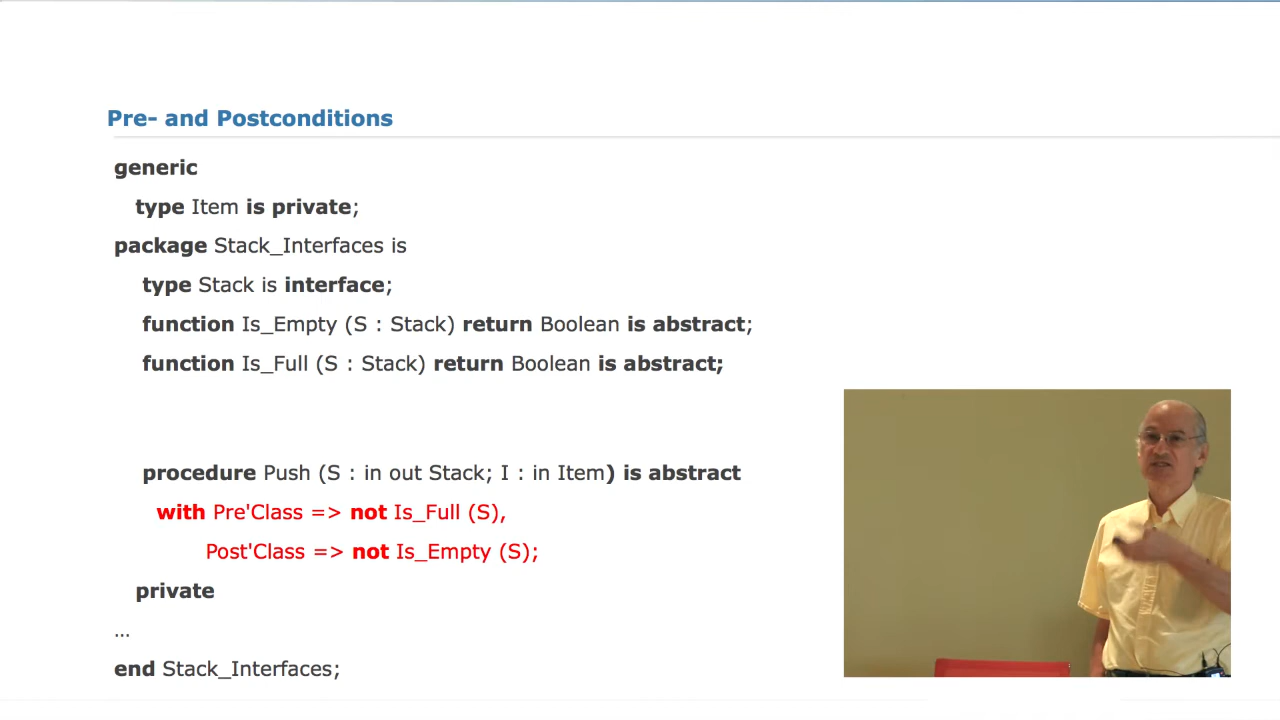 Pre- and Postconditions
generic
type Item is private;
package Stack_Interfaces is
type Stack is interface;
function Is_Empty (S : Stack) return Boolean is abstract;
function Is_Full (S : Stack) return Boolean is abstract;
procedure Push (S : in out Stack; I : in Item) is abstract
with Pre'Class => not Is_Full (S),
Post'Class => not Is_Empty (S);
private
…
end Stack_Interfaces;